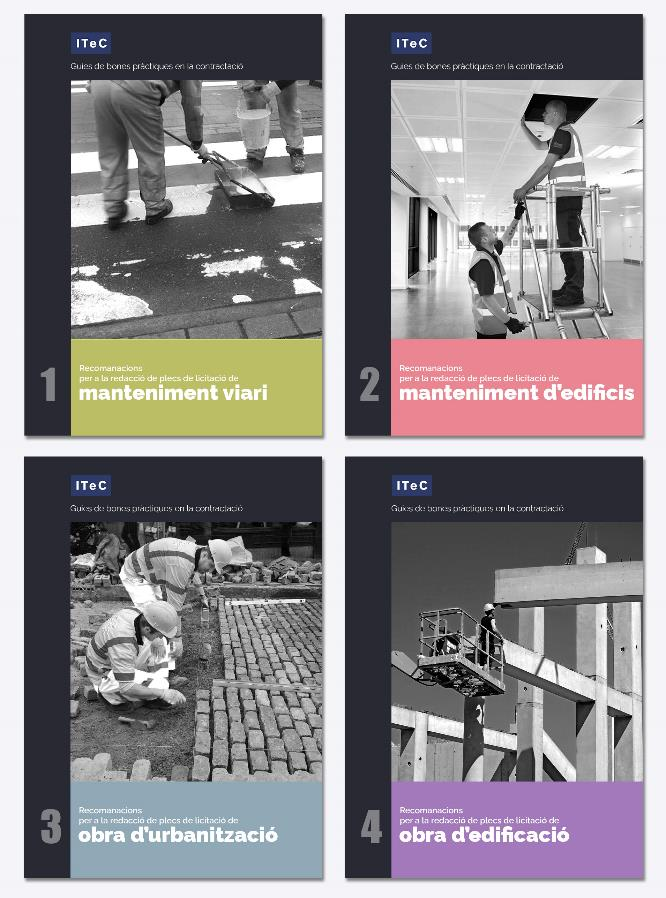 ITeC
Guies de bones pràctiques en la contractació
1
Recomanacions
per a la redacció de plecs de licitació de
manteniment viari
ITeC
Guies de bones pràctiques en la contractació
2
Recomanacions
per a la redacció de plecs de licitació de
manteniment d'edificis
ITeC
Guies de bones pràctiques en la contractació
3
Recomanacions
per a la redacció de plecs de licitació de
obra d'urbanització
ITeC
Guies de bones pràctiques en la contractació
4
Recomanacions
per a la redacció de plecs de licitació de
obra d'edificació